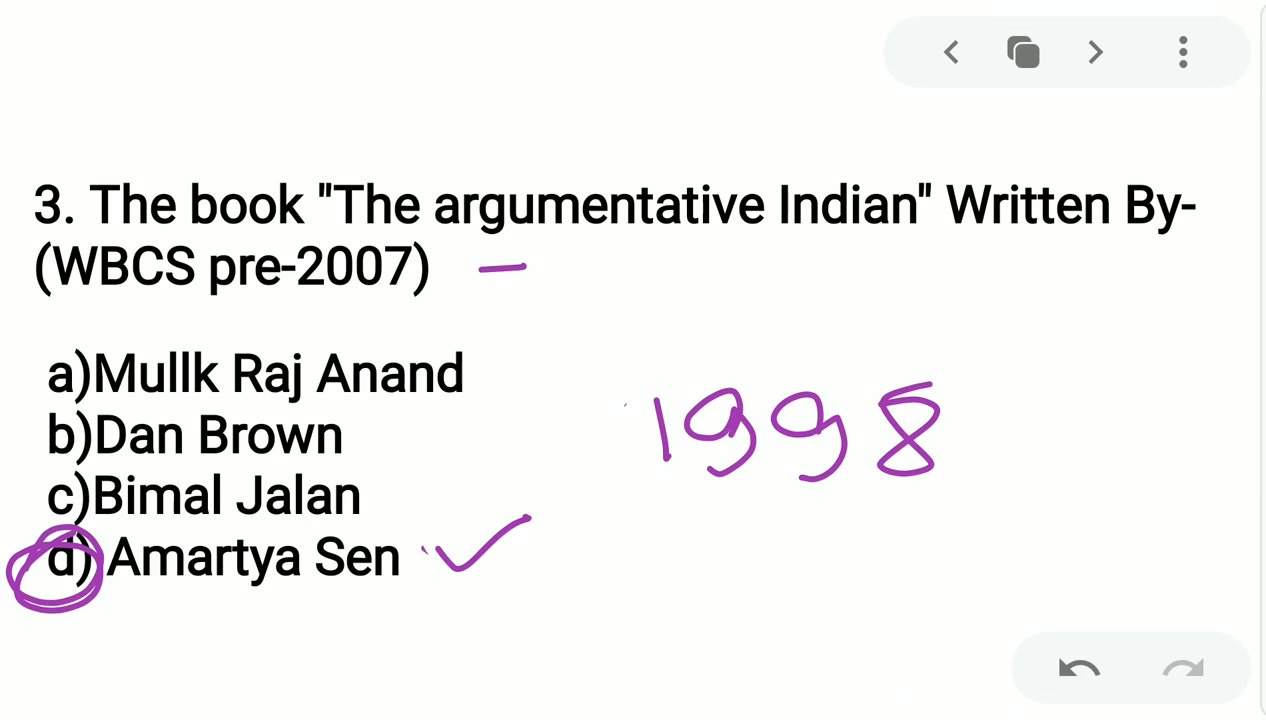 3. The book "The argumentative Indian" Written By-
(WBCS pre-2007) –
a)Mullk Raj Anand
b)Dan Brown
1998
c)Bimal Jalan
d) Amartya Sen ✓